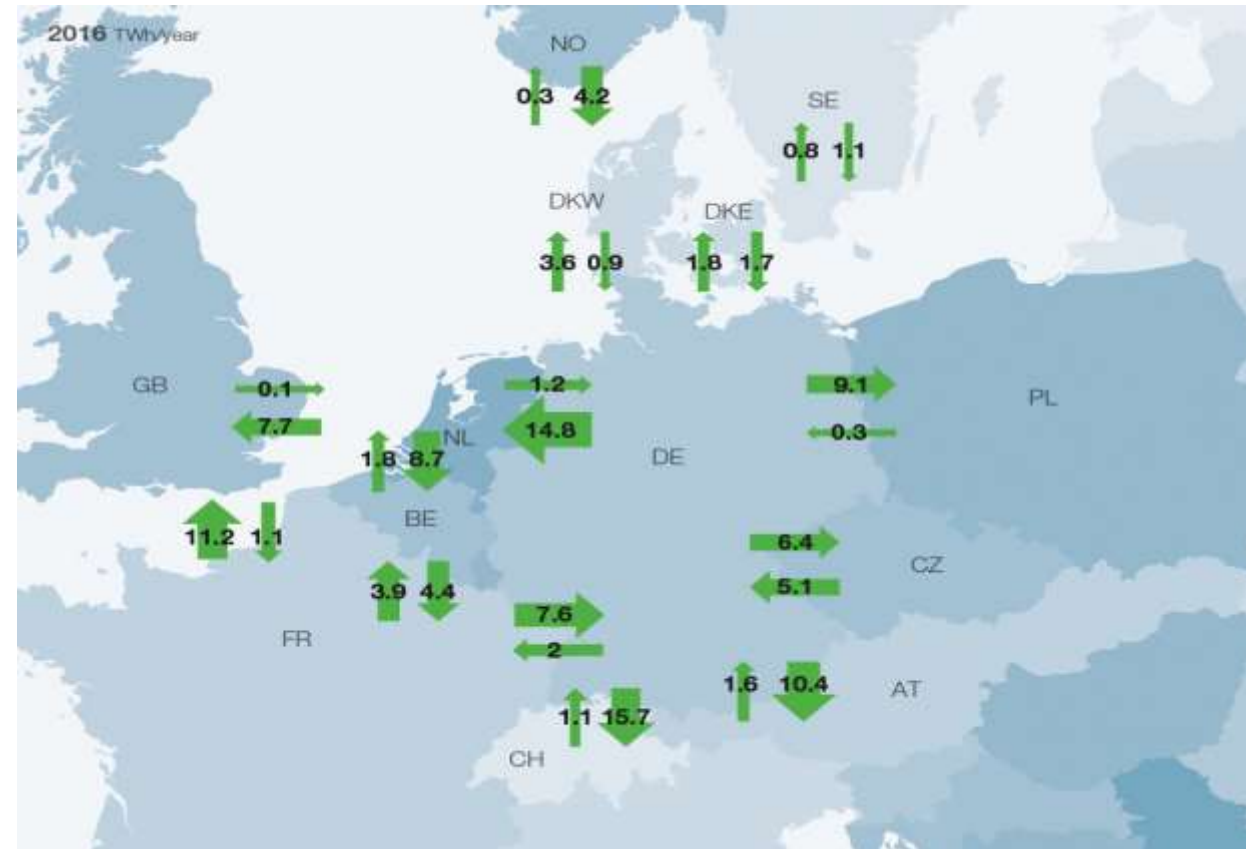 2016 TWh/year
NO
0.3 4.2
SE
0.8 1.1
DKW
DKE
3.6 0.9
1.8 1.7
GB
0.1
7.7
1.2
14.8
NL
1.8 8.7
DE
9.1
0.3
PL
BE
11.2 1.1
6.4
5.1
CZ
3.9 4.4
FR
7.6
2
1.6 10.4
AT
1.1 15.7
CH